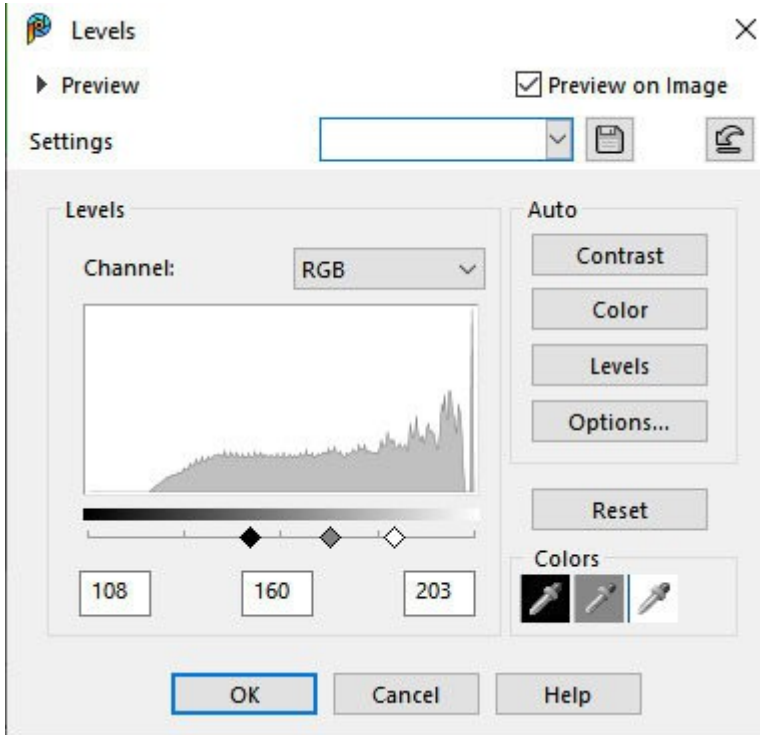 Levels
Preview
Preview on Image
Settings
Levels
Channel:
RGB
108
160
203
Auto
Contrast
Color
Levels
Options...
Reset
Colors
OK
Cancel
Help